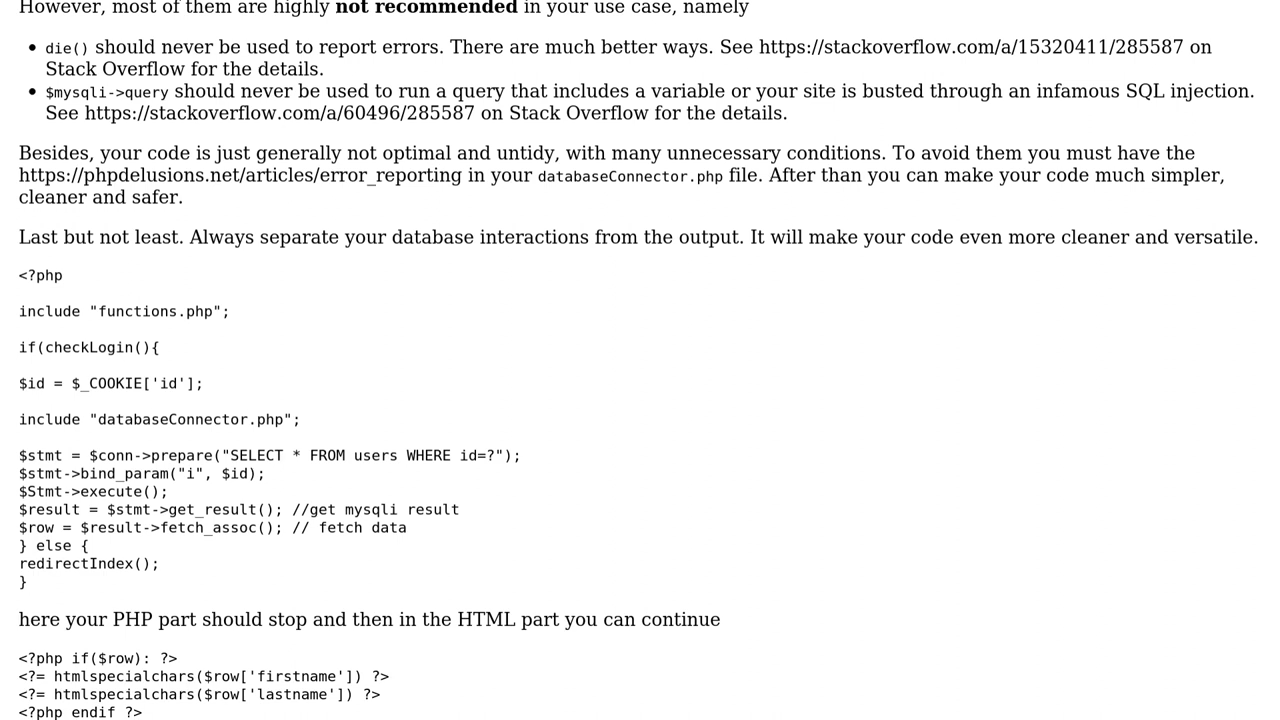 However, most of them are highly not recommended in your use case, namely
• die() should never be used to report errors. There are much better ways. See https://stackoverflow.com/a/15320411/285587 on
Stack Overflow for the details.
• $mysqli->query should never be used to run a query that includes a variable or your site is busted through an infamous SQL injection.
See https://stackoverflow.com/a/60496/285587 on Stack Overflow for the details.
Besides, your code is just generally not optimal and untidy, with many unnecessary conditions. To avoid them you must have the
https://phpdelusions.net/articles/error_reporting in your databaseConnector.php file. After than you can make your code much simpler,
cleaner and safer.
Last but not least. Always separate your database interactions from the output. It will make your code even more cleaner and versatile.
<?php
include "functions.php";
if(checkLogin(){
$id = $_COOKIE['id'];
include "databaseConnector.php";
$stmt = $conn->prepare("SELECT * FROM users WHERE id=?");
$stmt->bind_param("i", $id);
$Stmt->execute();
$result = $stmt->get_result(); //get mysqli result
$row = $result->fetch_assoc(); // fetch data
} else {
redirectIndex();
}
here your PHP part should stop and then in the HTML part you can continue
<?php if($row): ?>
<?= htmlspecialchars($row['firstname']) ?>
<?= htmlspecialchars($row['lastname']) ?>
<?php endif ?>